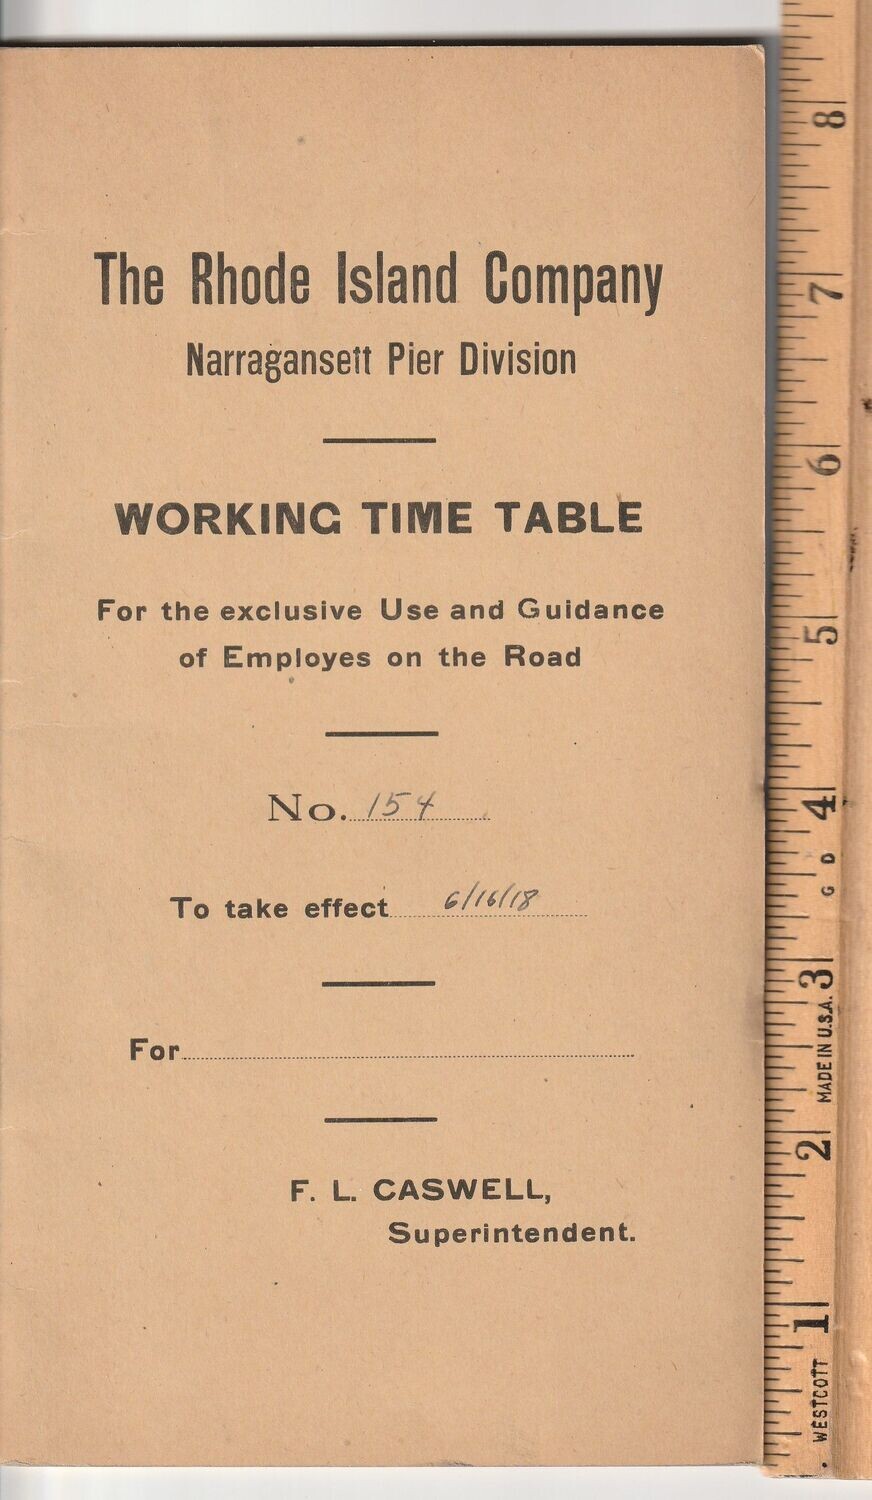 The Rhode Island Company
Narragansett Pier Division
WORKING TIME TABLE
For the exclusive Use and Guidance
of Employes on the Road
No. 154
To take effect 6/16/18
For
F. L. CASWELL,
Superintendent.
8
7
6
5
4
G D
3
MADE IN U.S.A.
2
1
WESTCOTT